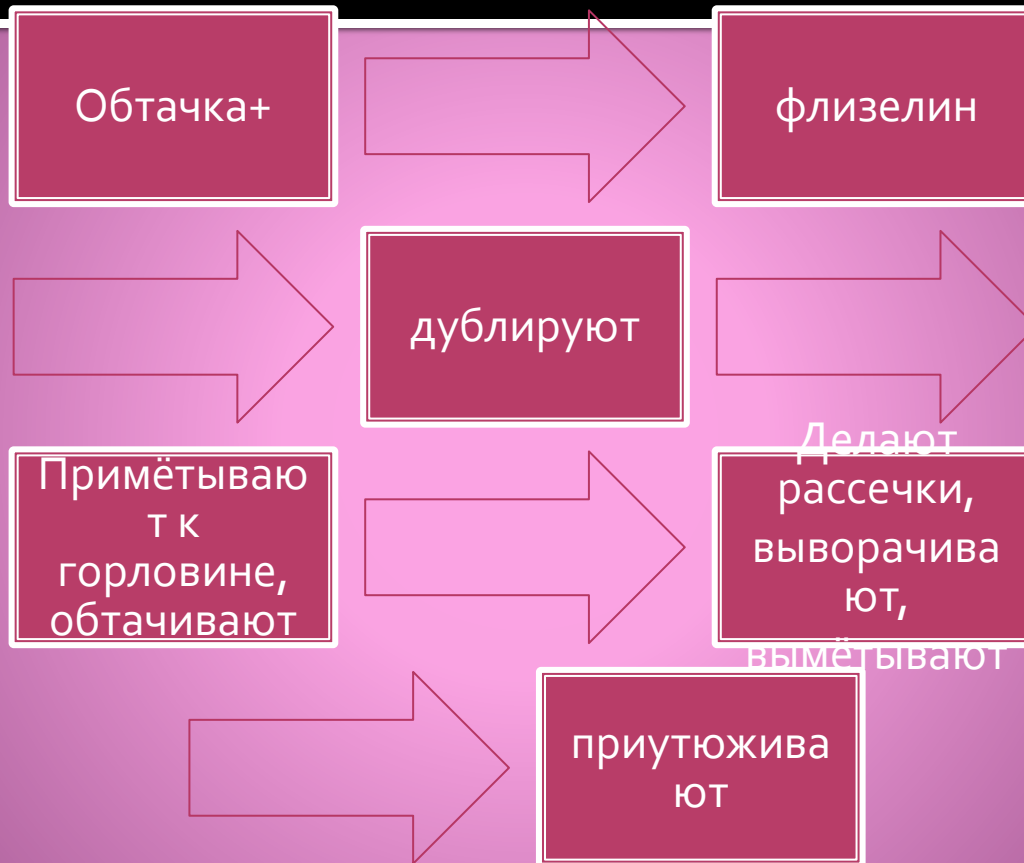 Обтачка+
флизелин
дублируют
Примётываю
т к
горловине,
обтачивают
Делают
рассечки,
выворачива
ют,
вымётывают
приутюжива
ют